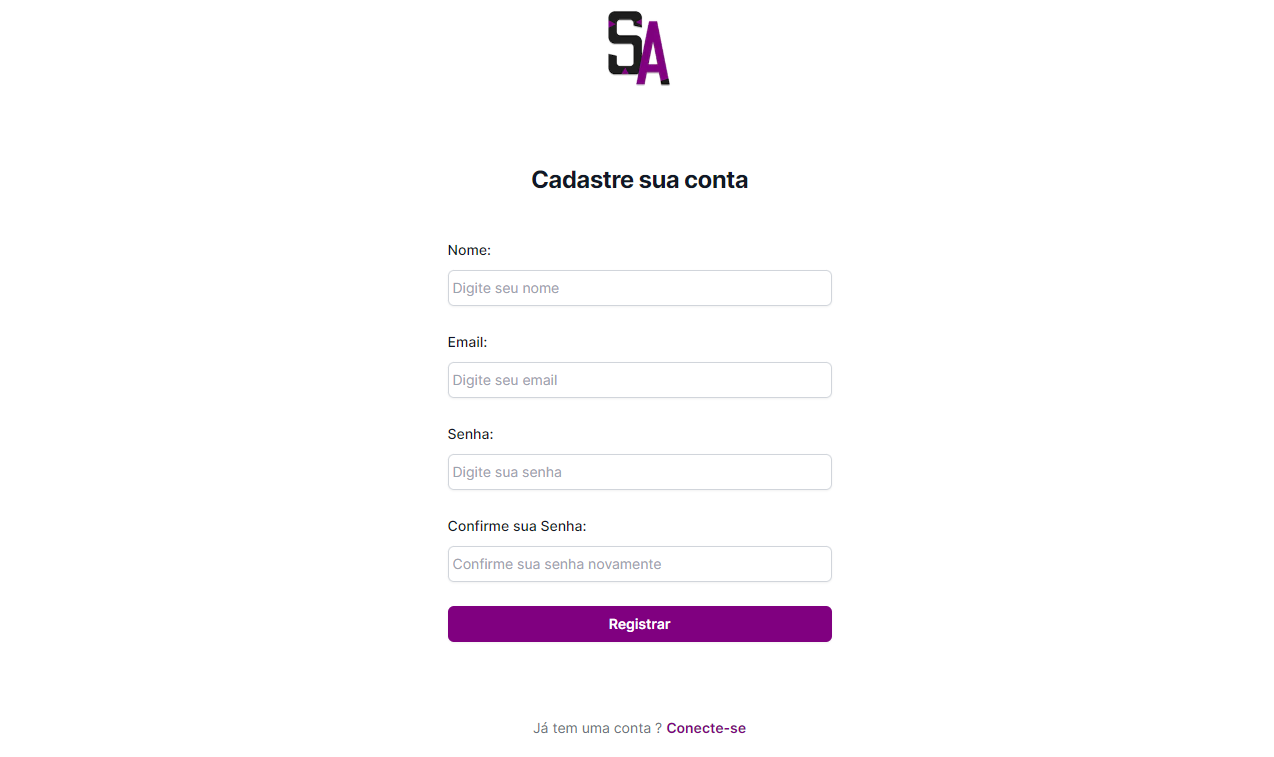 SA
Cadastre sua conta
Nome:
Digite seu nome
Email:
Digite seu email
Senha:
Digite sua senha
Confirme sua Senha:
Confirme sua senha novamente
Registrar
Já tem uma conta ? Conecte-se